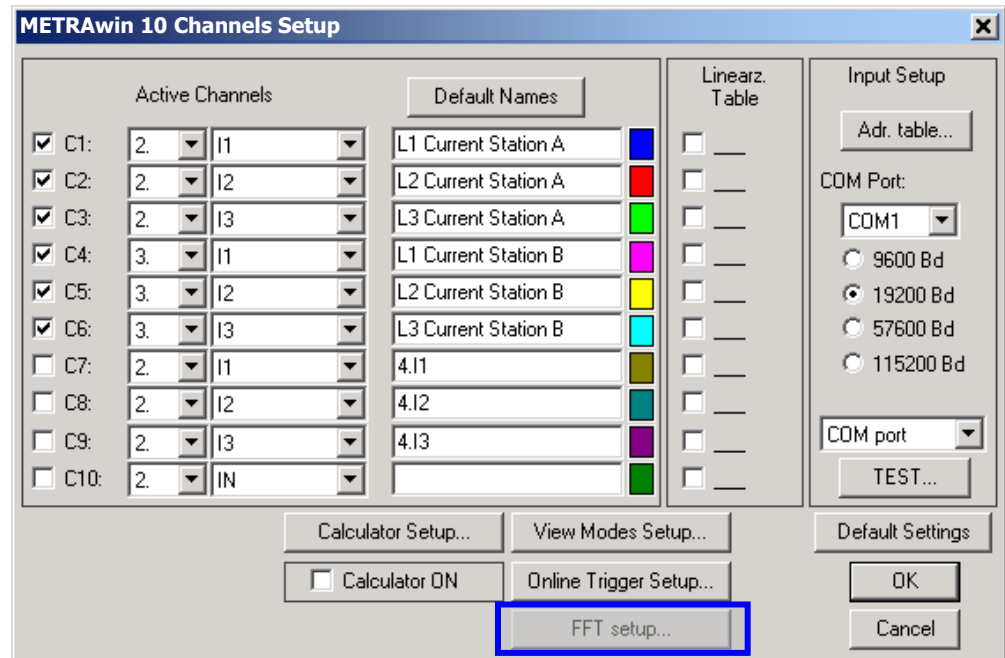 METRAwin 10 Channels Setup
Active Channels
Default Names
Linearz.
Table
Input Setup
C1: 2. I1 L1 Current Station A
Adr. table...
C2: 2. I2 L2 Current Station A
COM Port:
C3: 2. I3 L3 Current Station A
COM1
C4: 3. I1 L1 Current Station B
9600 Bd
C5: 3. I2 L2 Current Station B
19200 Bd
C6: 3. I3 L3 Current Station B
57600 Bd
C7: 2. I1 4.I1
115200 Bd
C8: 2. I2 4.I2
C9: 2. I3 4.I3
COM port
C10: 2. IN
TEST...
Calculator Setup...
View Modes Setup...
Default Settings
Calculator ON
Online Trigger Setup...
OK
FFT setup...
Cancel